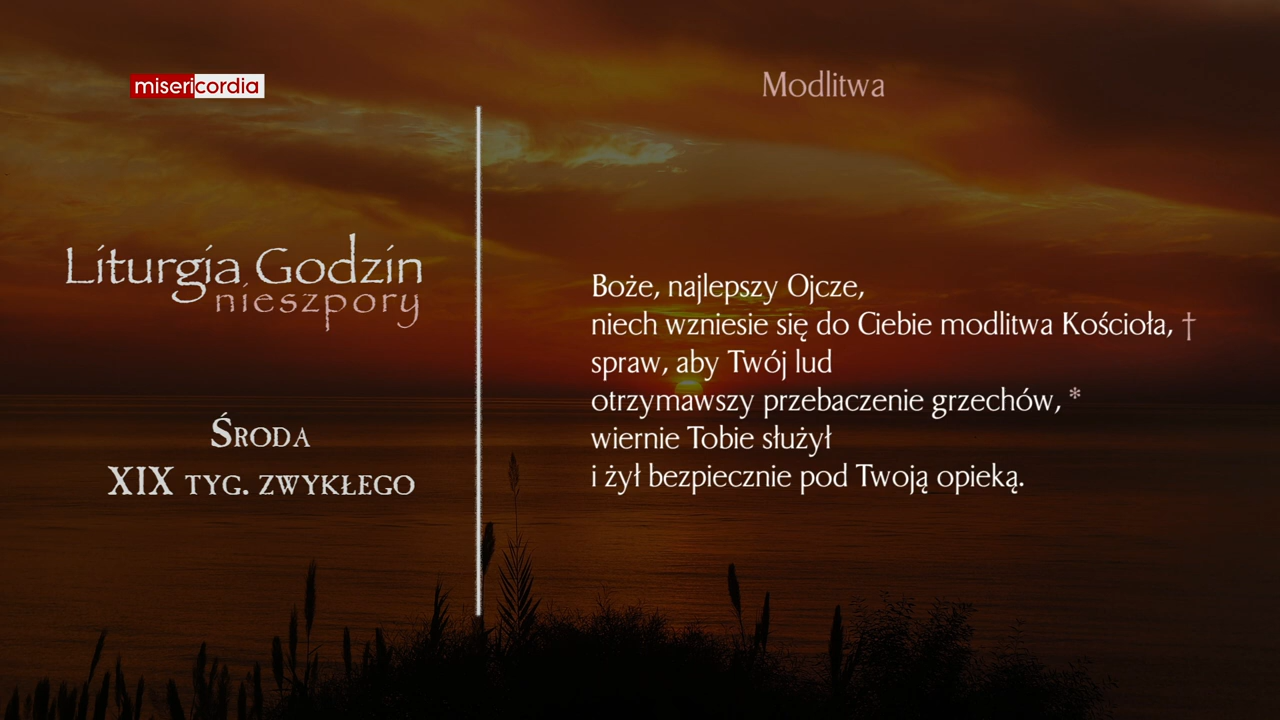 misericordia
Liturgia Godzin
nieszpory
Środa
XIX tyg. zwykłego
Modlitwa
Boże, najlepszy Ojcze,
niech wzniesie się do Ciebie modlitwa Kościoła, †
spraw, aby Twój lud
otrzymawszy przebaczenie grzechów, *
wiernie Tobie służył
i żył bezpiecznie pod Twoją opieką.